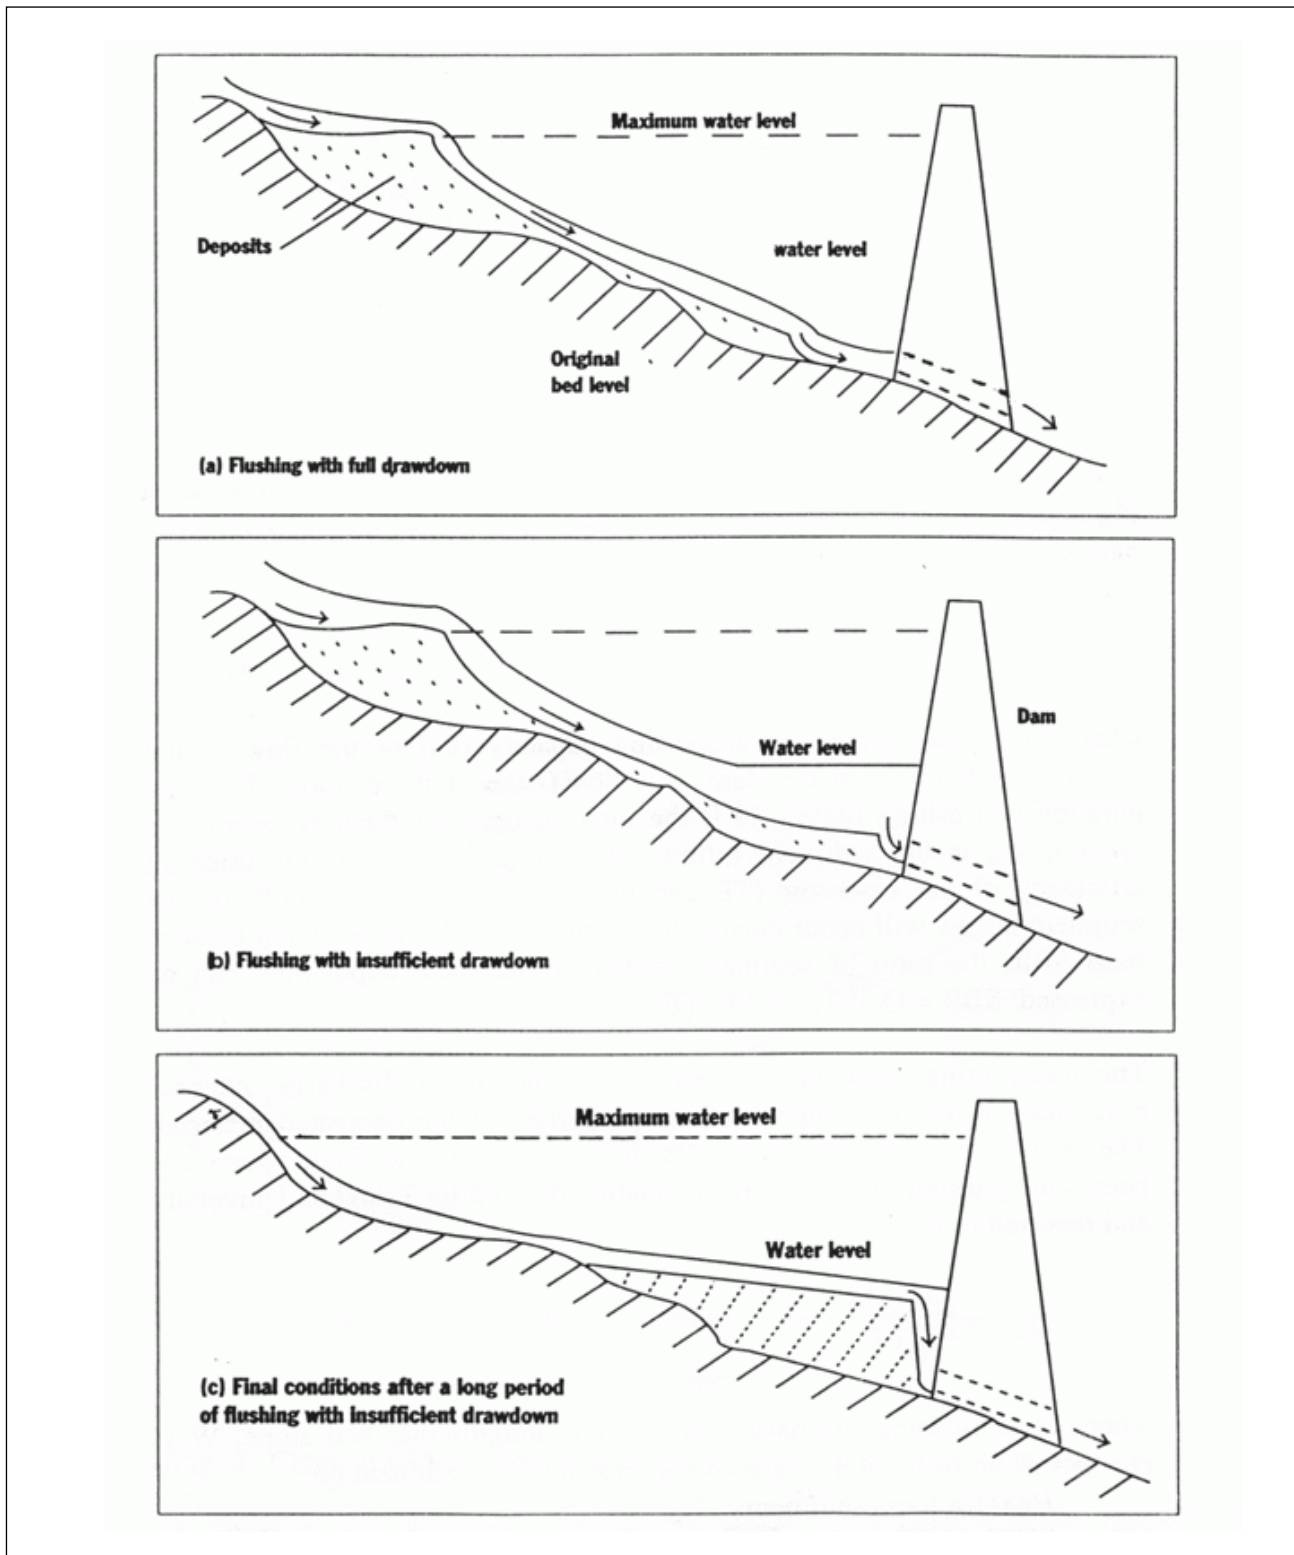 Maximum water level
Deposits
water level
Original
bed level
(a) Flushing with full drawdown
Dam
Water level
(b) Flushing with insufficient drawdown
Maximum water level
Water level
(c) Final conditions after a long period
of flushing with insufficient drawdown